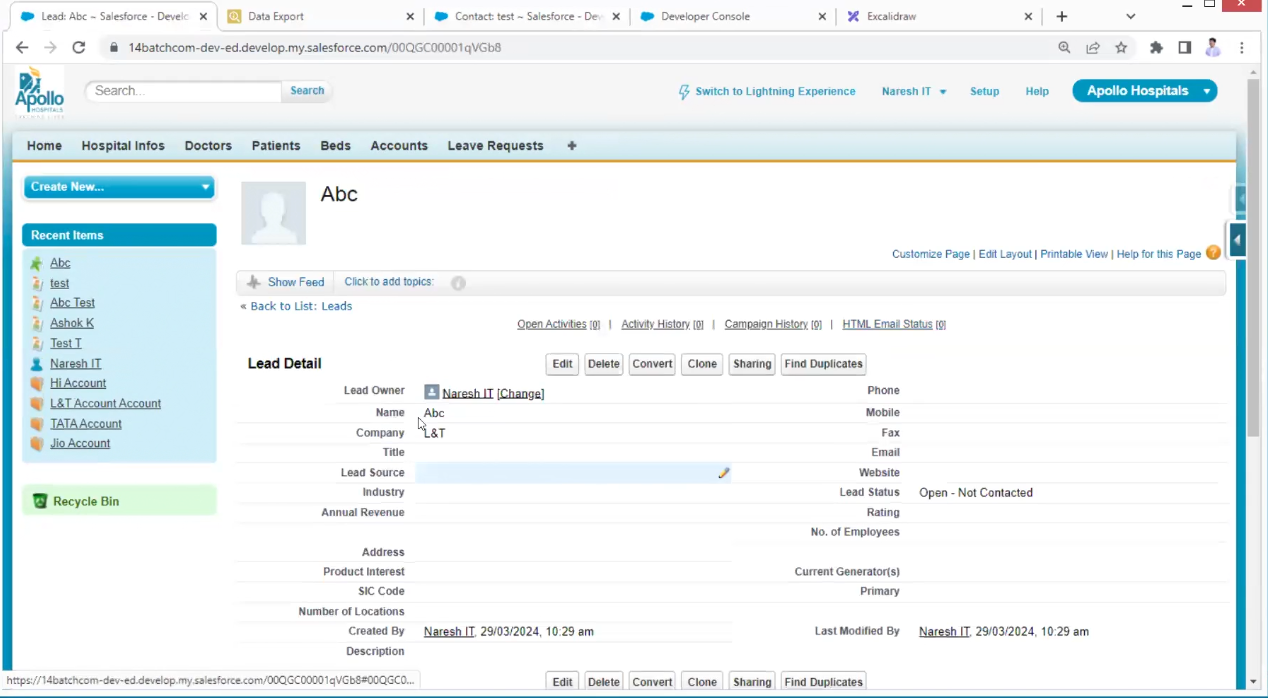 Lead: Abc ~ Salesforce - Develo
Data Export
Contact: test ~ Salesforce - Dev
Developer Console
Excalidraw
14batchcom-dev-ed.develop.my.salesforce.com/00QGC00001qVGb8
Apollo
HOSPITALS
Search...
Search
Switch to Lightning Experience
Naresh IT
Setup
Help
Apollo Hospitals
Home
Hospital Infos
Doctors
Patients
Beds
Accounts
Leave Requests
Create New...
Abc
Recent Items
Customize Page | Edit Layout | Printable View | Help for this Page
Abc
test
Abc Test
Ashok K
Test T
Naresh IT
Hi Account
L&T Account Account
TATA Account
Jio Account
Recycle Bin
Show Feed
Click to add topics:
« Back to List: Leads
Open Activities [0] | Activity History [0] | Campaign History [0] | HTML Email Status [0]
Lead Detail
Edit Delete Convert Clone Sharing Find Duplicates
Lead Owner Naresh IT [Change] Phone
Name Abc Mobile
Company L&T Fax
Title Email
Lead Source Website
Industry Lead Status Open - Not Contacted
Annual Revenue Rating
No. of Employees
Address
Product Interest Current Generator(s)
SIC Code Primary
Number of Locations
Created By Naresh IT, 29/03/2024, 10:29 am Last Modified By Naresh IT, 29/03/2024, 10:29 am
Description
Edit Delete Convert Clone Sharing Find Duplicates
https://14batchcom-dev-ed.develop.my.salesforce.com/00QGC00001qVGb8#00QGC0...